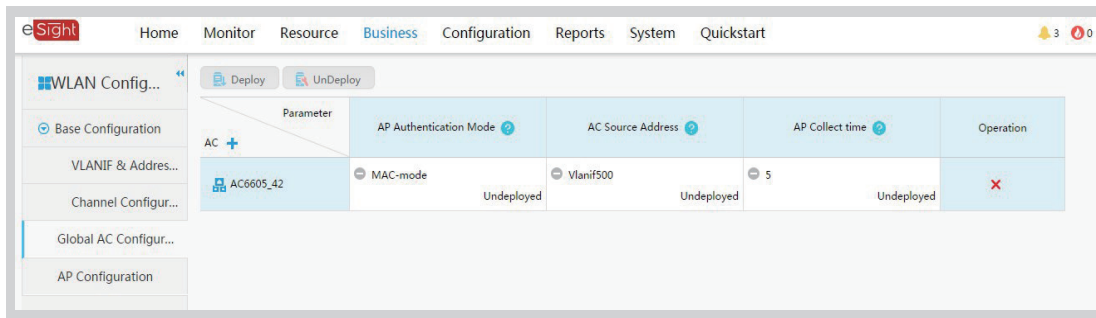 eSight Home Monitor Resource Business Configuration Reports System Quickstart 3 0
WLAN Config...
Deploy UnDeploy
Parameter
AC
AP Authentication Mode ? AC Source Address ? AP Collect time ? Operation
Base Configuration
VLANIF & Addres...
AC6605_42 MAC-mode Vlanif500 5
Undeployed Undeployed Undeployed
Channel Configur...
Global AC Configur...
AP Configuration